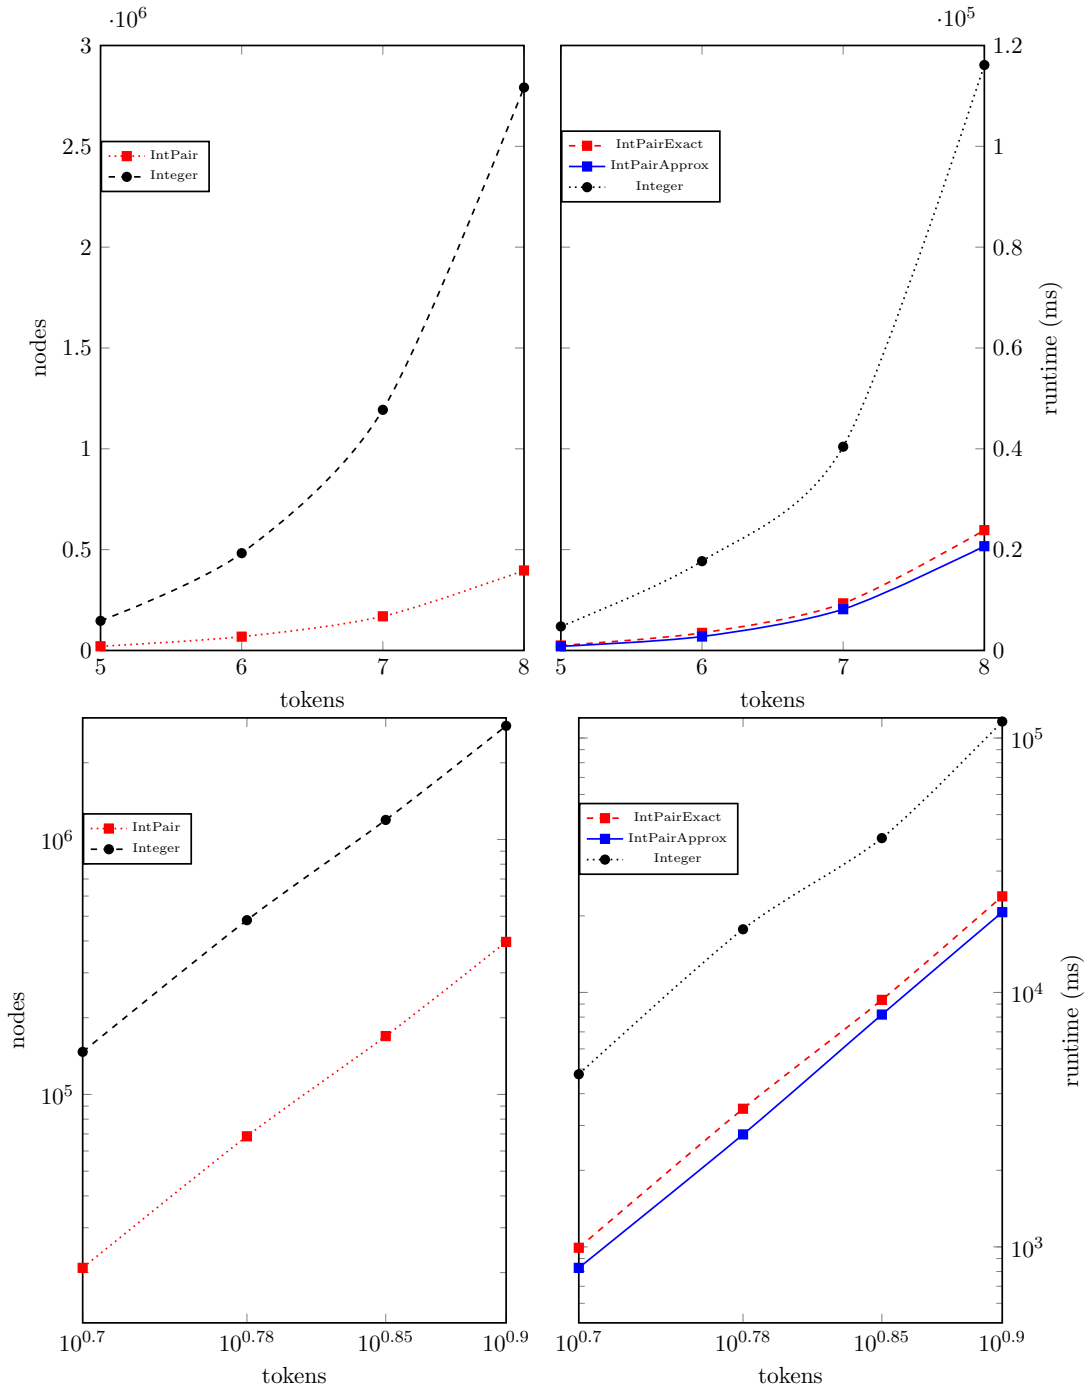 ·10^6
3
2.5
2
1.5
1
0.5
0
nodes
IntPair
Integer
5 6 7 8
tokens
·10^5
1.2
1
0.8
0.6
0.4
0.2
0
runtime (ms)
IntPairExact
IntPairApprox
Integer
5 6 7 8
tokens
10^6
10^5
nodes
IntPair
Integer
10^0.7 10^0.78 10^0.85 10^0.9
tokens
10^5
10^4
10^3
runtime (ms)
IntPairExact
IntPairApprox
Integer
10^0.7 10^0.78 10^0.85 10^0.9
tokens